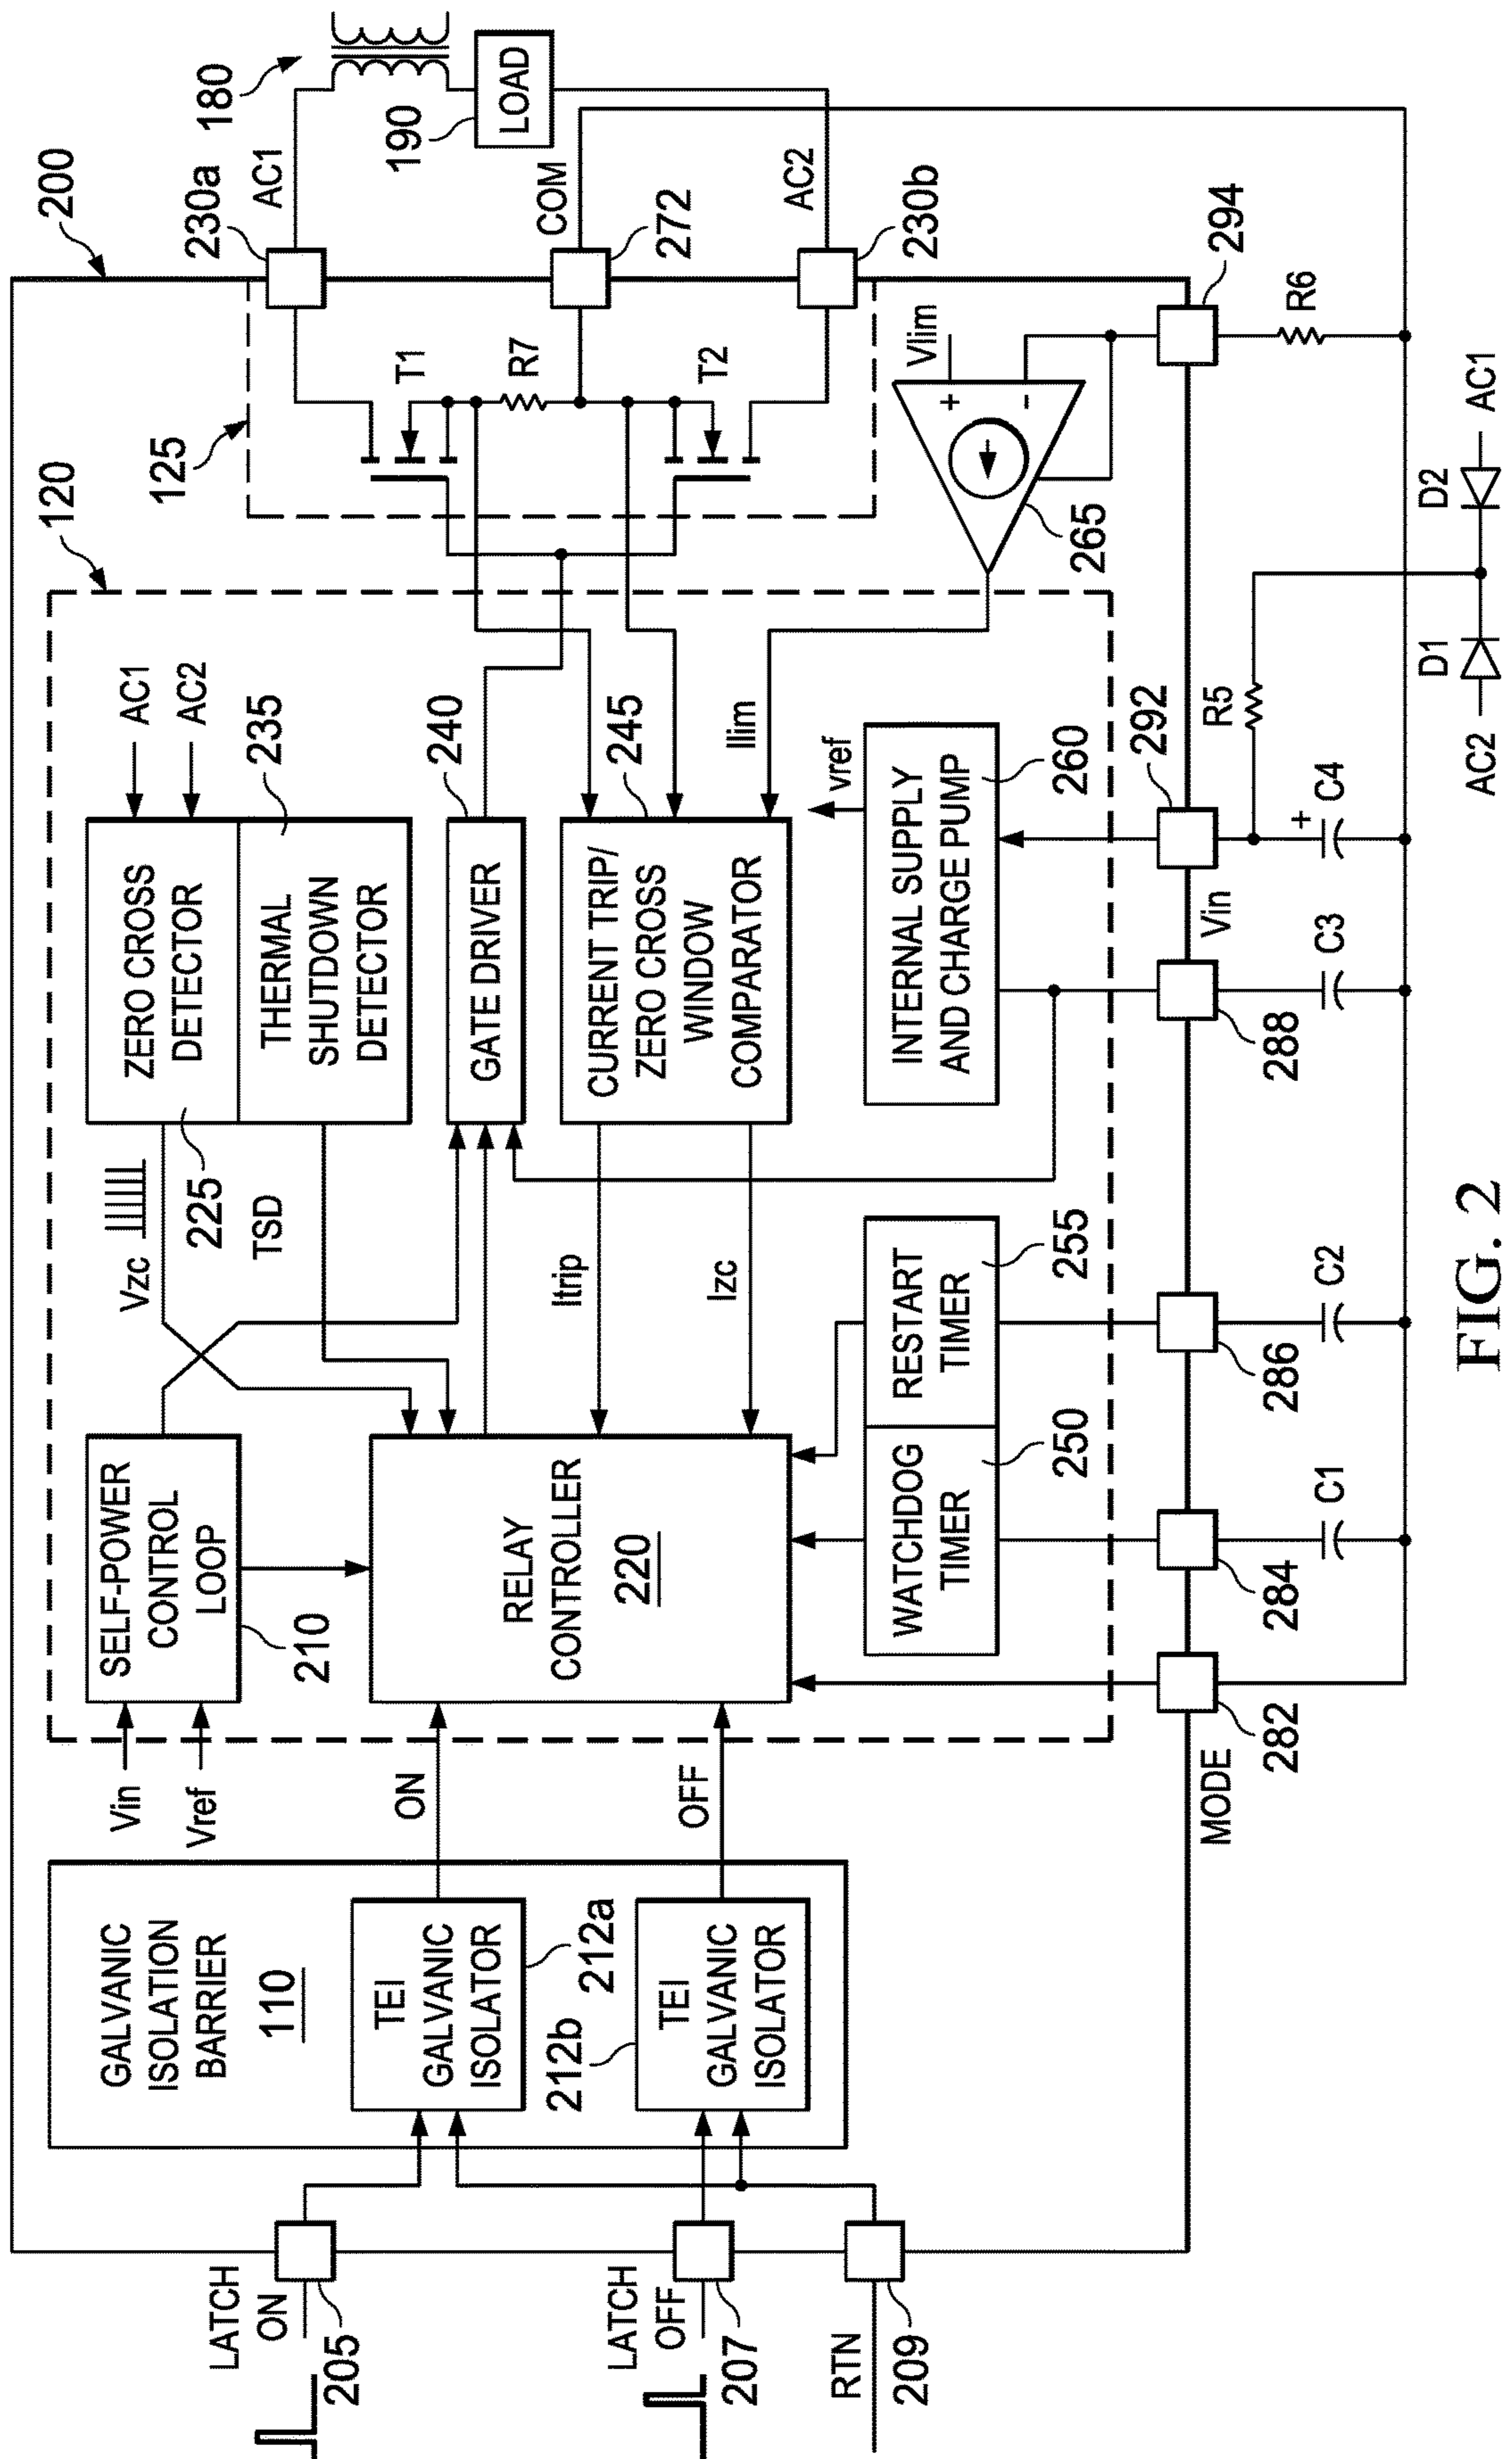 200
180
AC1
230a
190
LOAD
COM
272
AC2
230b
294
R6
120
125
T1
R7
T2
Vlim
+
-
265
AC1
AC2
ZERO CROSS
DETECTOR
225
THERMAL
SHUTDOWN
DETECTOR
235
240
GATE DRIVER
245
CURRENT TRIP/
ZERO CROSS
WINDOW
COMPARATOR
Ilim
vref
INTERNAL SUPPLY
AND CHARGE PUMP
260
292
Vin
R5
+
C4
288
C3
AC2
D1
D2
AC1
Vzc
TSD
Itrip
Izc
Vin
Vref
SELF-POWER
CONTROL
LOOP
210
RELAY
CONTROLLER
220
WATCHDOG
TIMER
250
RESTART
TIMER
255
286
C2
284
C1
282
MODE
ON
OFF
GALVANIC
ISOLATION
BARRIER
110
TEI
GALVANIC
ISOLATOR
212a
212b
TEI
GALVANIC
ISOLATOR
LATCH
ON
205
LATCH
OFF
207
RTN
209
FIG. 2